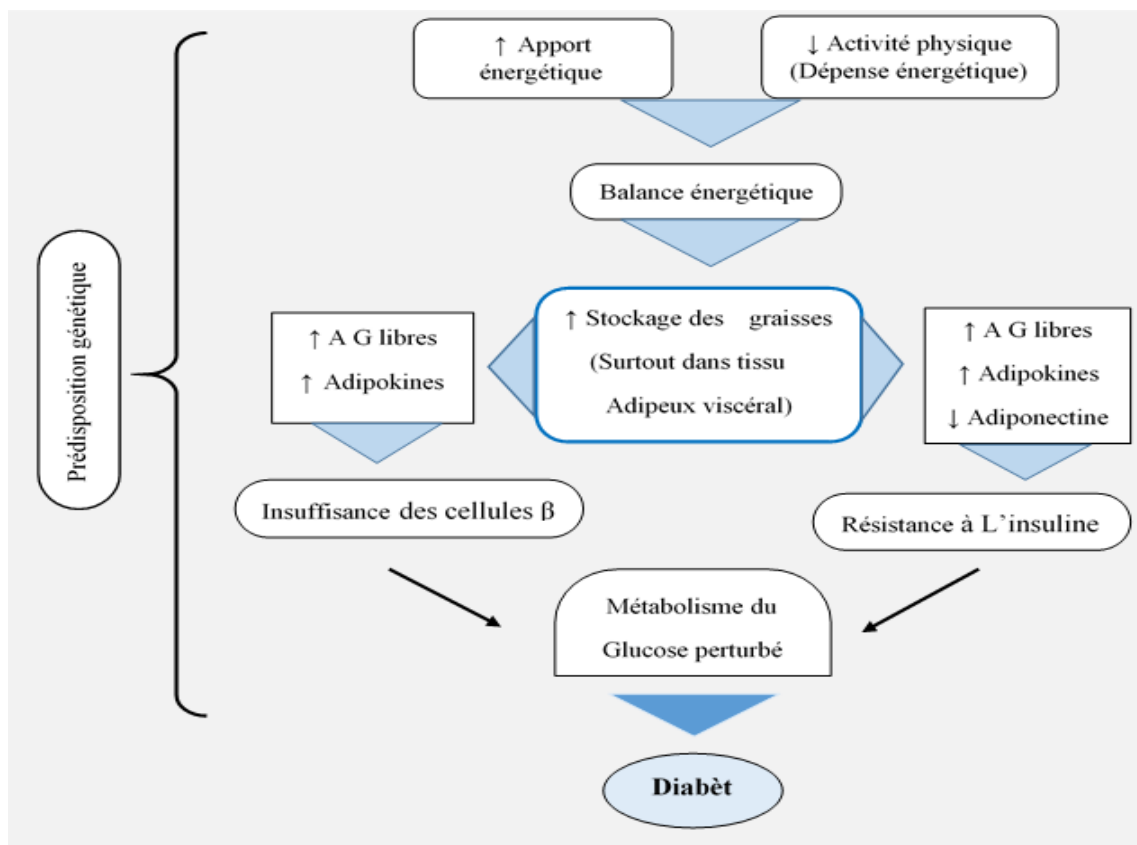 ↑ Apport
énergétique
↓ Activité physique
(Dépense énergétique)
Balance énergétique
Prédisposition génétique
↑ A G libres
↑ Adipokines
↑ Stockage des graisses
(Surtout dans tissu
Adipeux viscéral)
↑ A G libres
↑ Adipokines
↓ Adiponectine
Insuffisance des cellules β
Résistance à L'insuline
Métabolisme du
Glucose perturbé
Diabèt